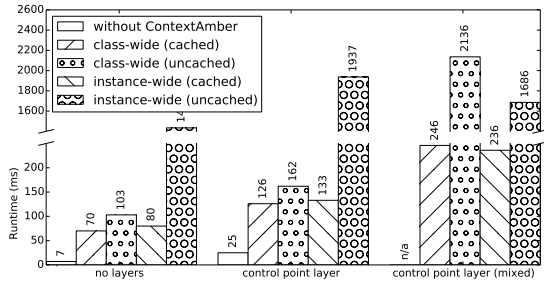 2600
2400
2200
2000
1800
1600
200
150
100
50
0
Runtime (ms)
without ContextAmber
class-wide (cached)
class-wide (uncached)
instance-wide (cached)
instance-wide (uncached)
7
70
103
80
25
126
162
133
1937
n/a
246
2136
236
1686
no layers
control point layer
control point layer (mixed)